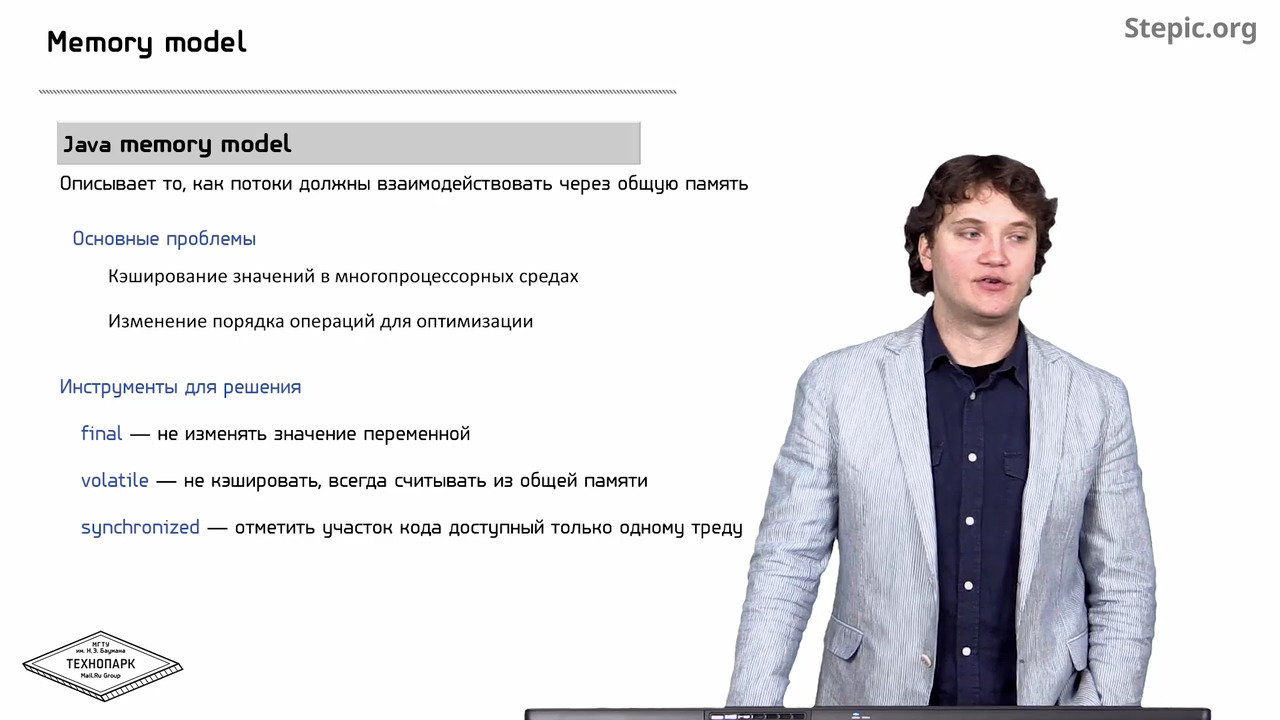 Memory model
Stepic.org
Java memory model
Описывает то, как потоки должны взаимодействовать через общую память
Основные проблемы
Кэширование значений в многопроцессорных средах
Изменение порядка операций для оптимизации
Инструменты для решения
final — не изменять значение переменной
volatile — не кэшировать, всегда считывать из общей памяти
synchronized — отметить участок кода доступный только одному треду
МГТУ
им. Н.Э. Баумана
ТЕХНОПАРК
Mail.Ru Group